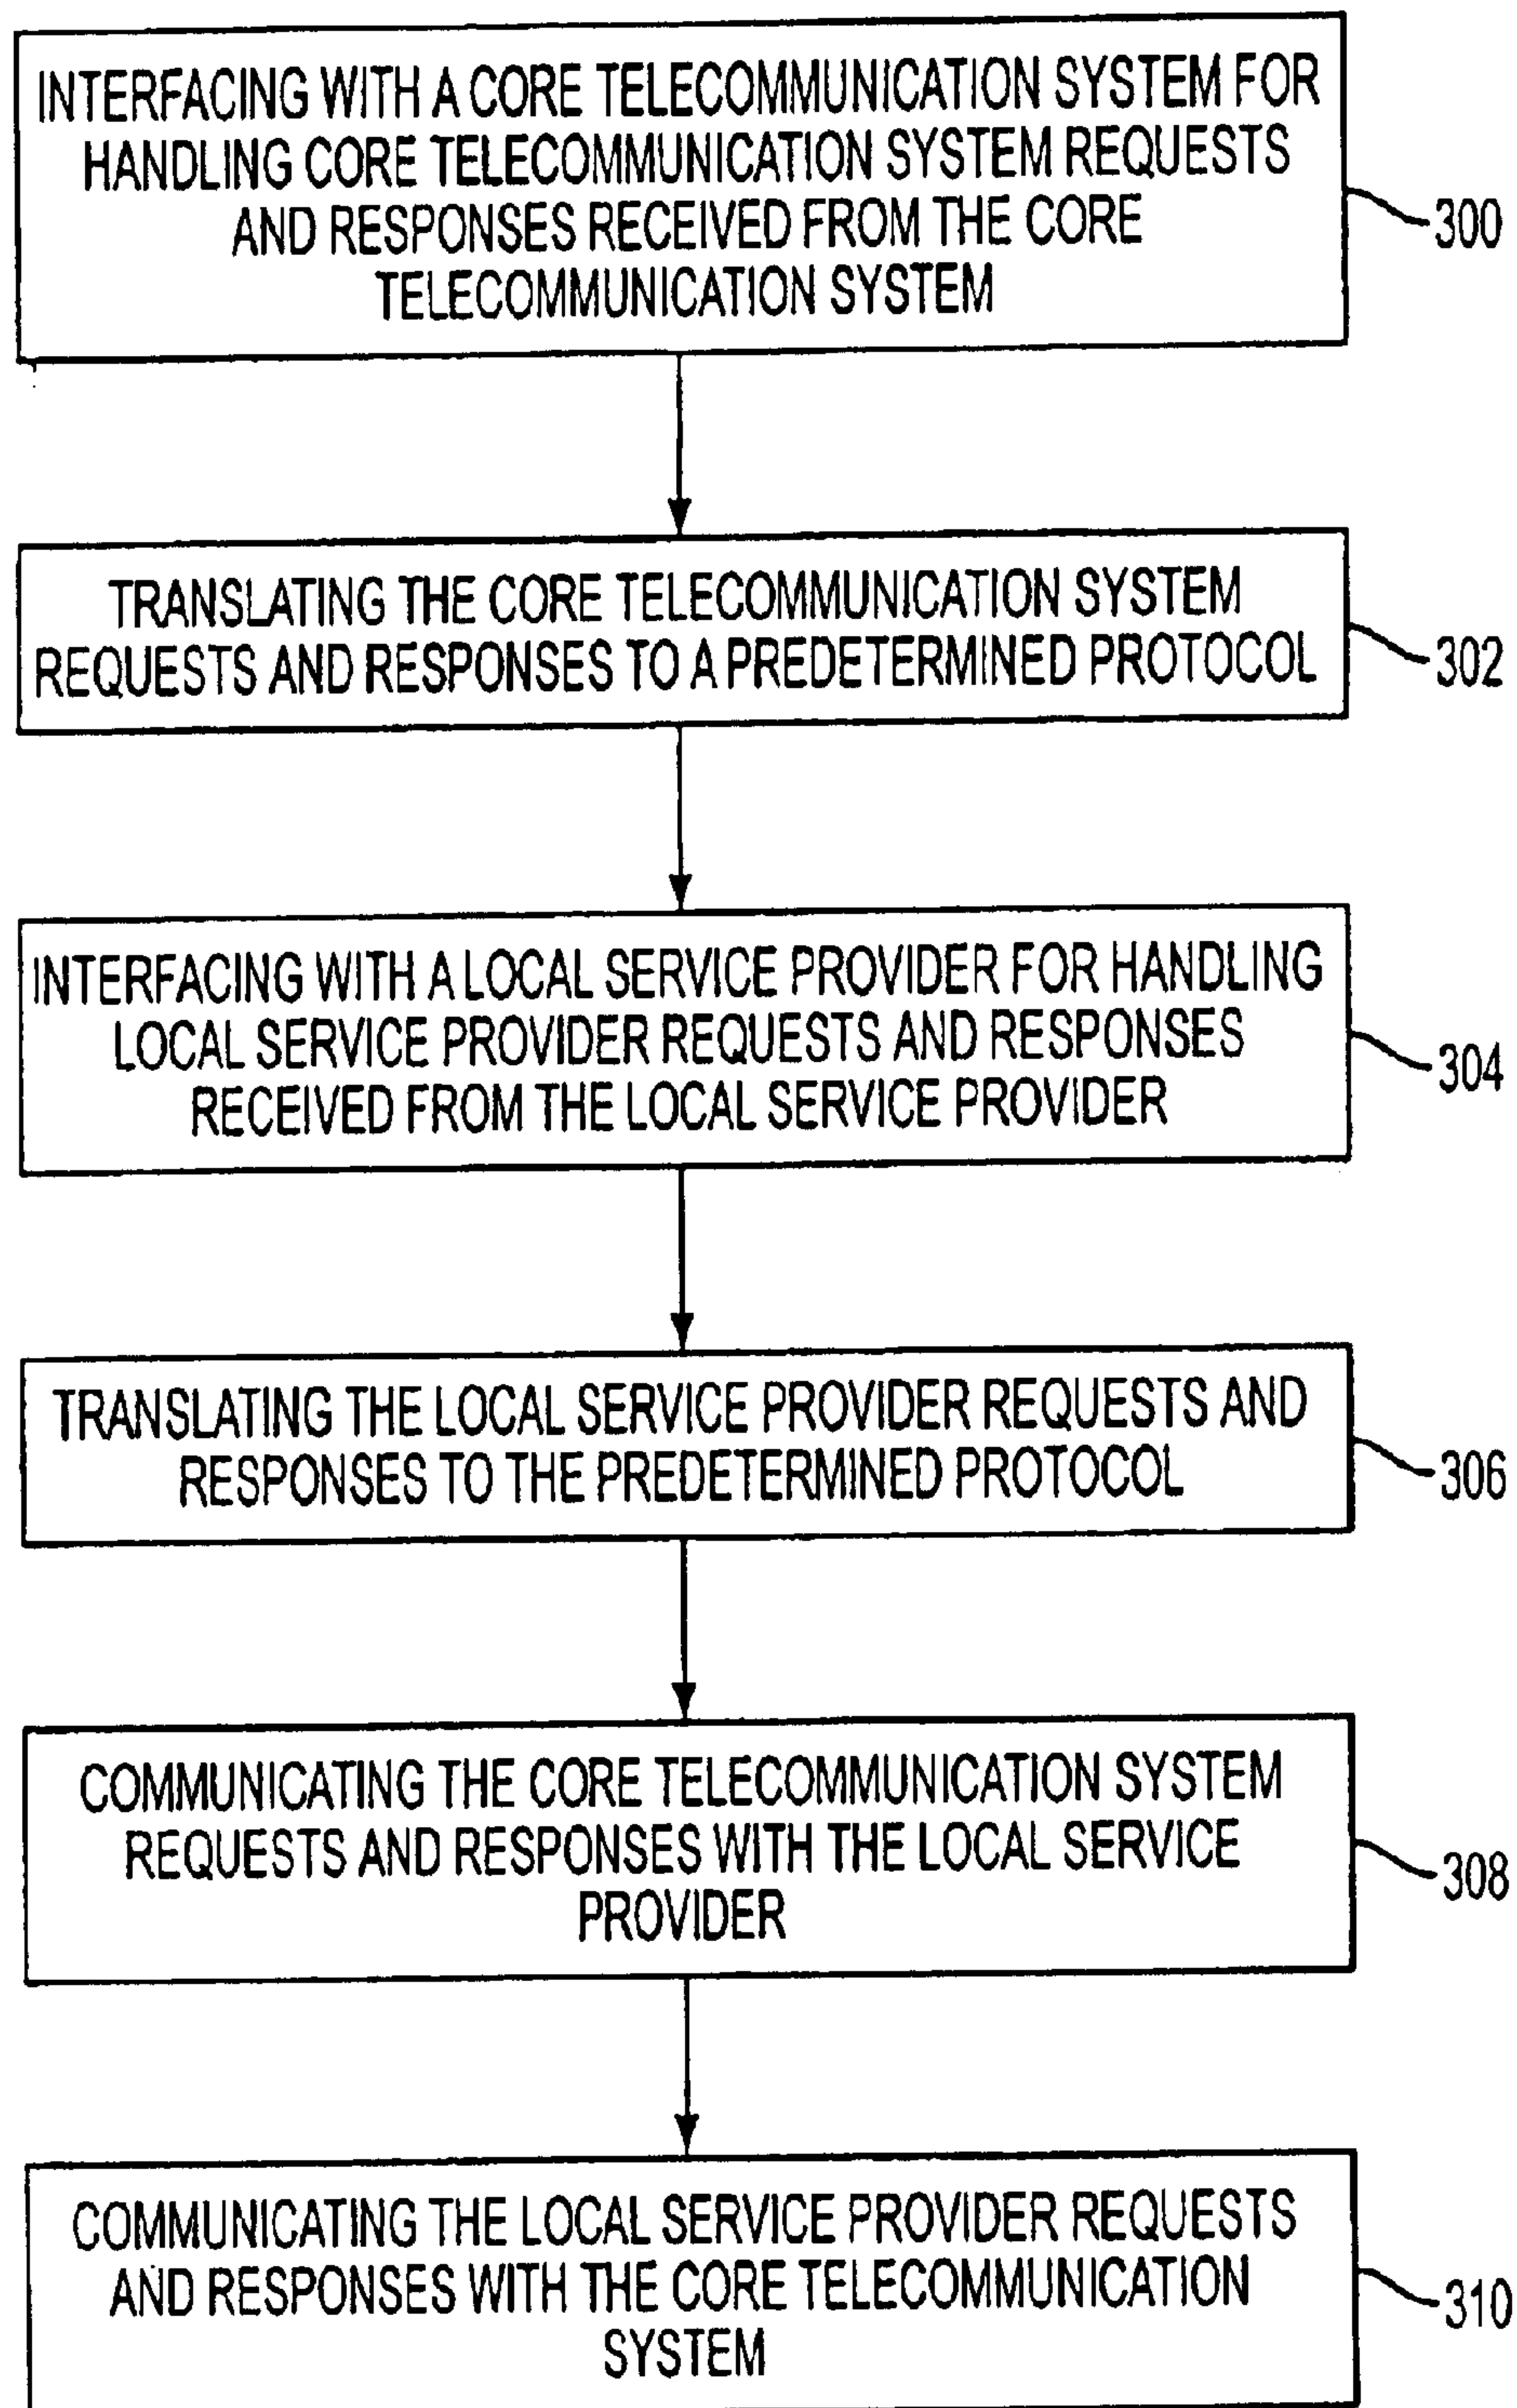 INTERFACING WITH A CORE TELECOMMUNICATION SYSTEM FOR
HANDLING CORE TELECOMMUNICATION SYSTEM REQUESTS
AND RESPONSES RECEIVED FROM THE CORE
TELECOMMUNICATION SYSTEM
300
TRANSLATING THE CORE TELECOMMUNICATION SYSTEM
REQUESTS AND RESPONSES TO A PREDETERMINED PROTOCOL
302
INTERFACING WITH A LOCAL SERVICE PROVIDER FOR HANDLING
LOCAL SERVICE PROVIDER REQUESTS AND RESPONSES
RECEIVED FROM THE LOCAL SERVICE PROVIDER
304
TRANSLATING THE LOCAL SERVICE PROVIDER REQUESTS AND
RESPONSES TO THE PREDETERMINED PROTOCOL
306
COMMUNICATING THE CORE TELECOMMUNICATION SYSTEM
REQUESTS AND RESPONSES WITH THE LOCAL SERVICE
PROVIDER
308
COMMUNICATING THE LOCAL SERVICE PROVIDER REQUESTS
AND RESPONSES WITH THE CORE TELECOMMUNICATION
SYSTEM
310